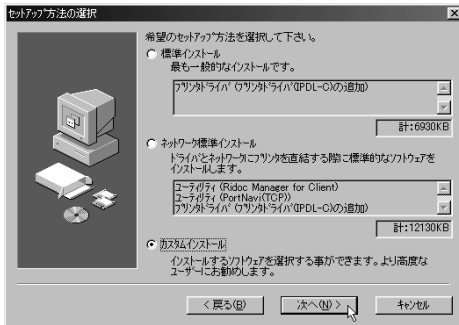 セットアップ方法の選択
希望のセットアップ方法を選択して下さい。
標準インストール
最も一般的なインストールです。
プリンタドライバ (プリンタドライバ(RPDL-C)の追加)
計:6930KB
ネットワーク標準インストール
ドライバとネットワークにプリンタを直結する際に標準的なソフトウェアを
インストールします。
ユーティリティ (Ridoc Manager for Client)
ユーティリティ (PortNavi(TCP))
プリンタドライバ (プリンタドライバ(RPDL-C)の追加)
計:12130KB
カスタムインストール
インストールするソフトウェアを選択する事ができます。より高度な
ユーザーにお勧めします。
< 戻る(B)
次へ(N) >
キャンセル